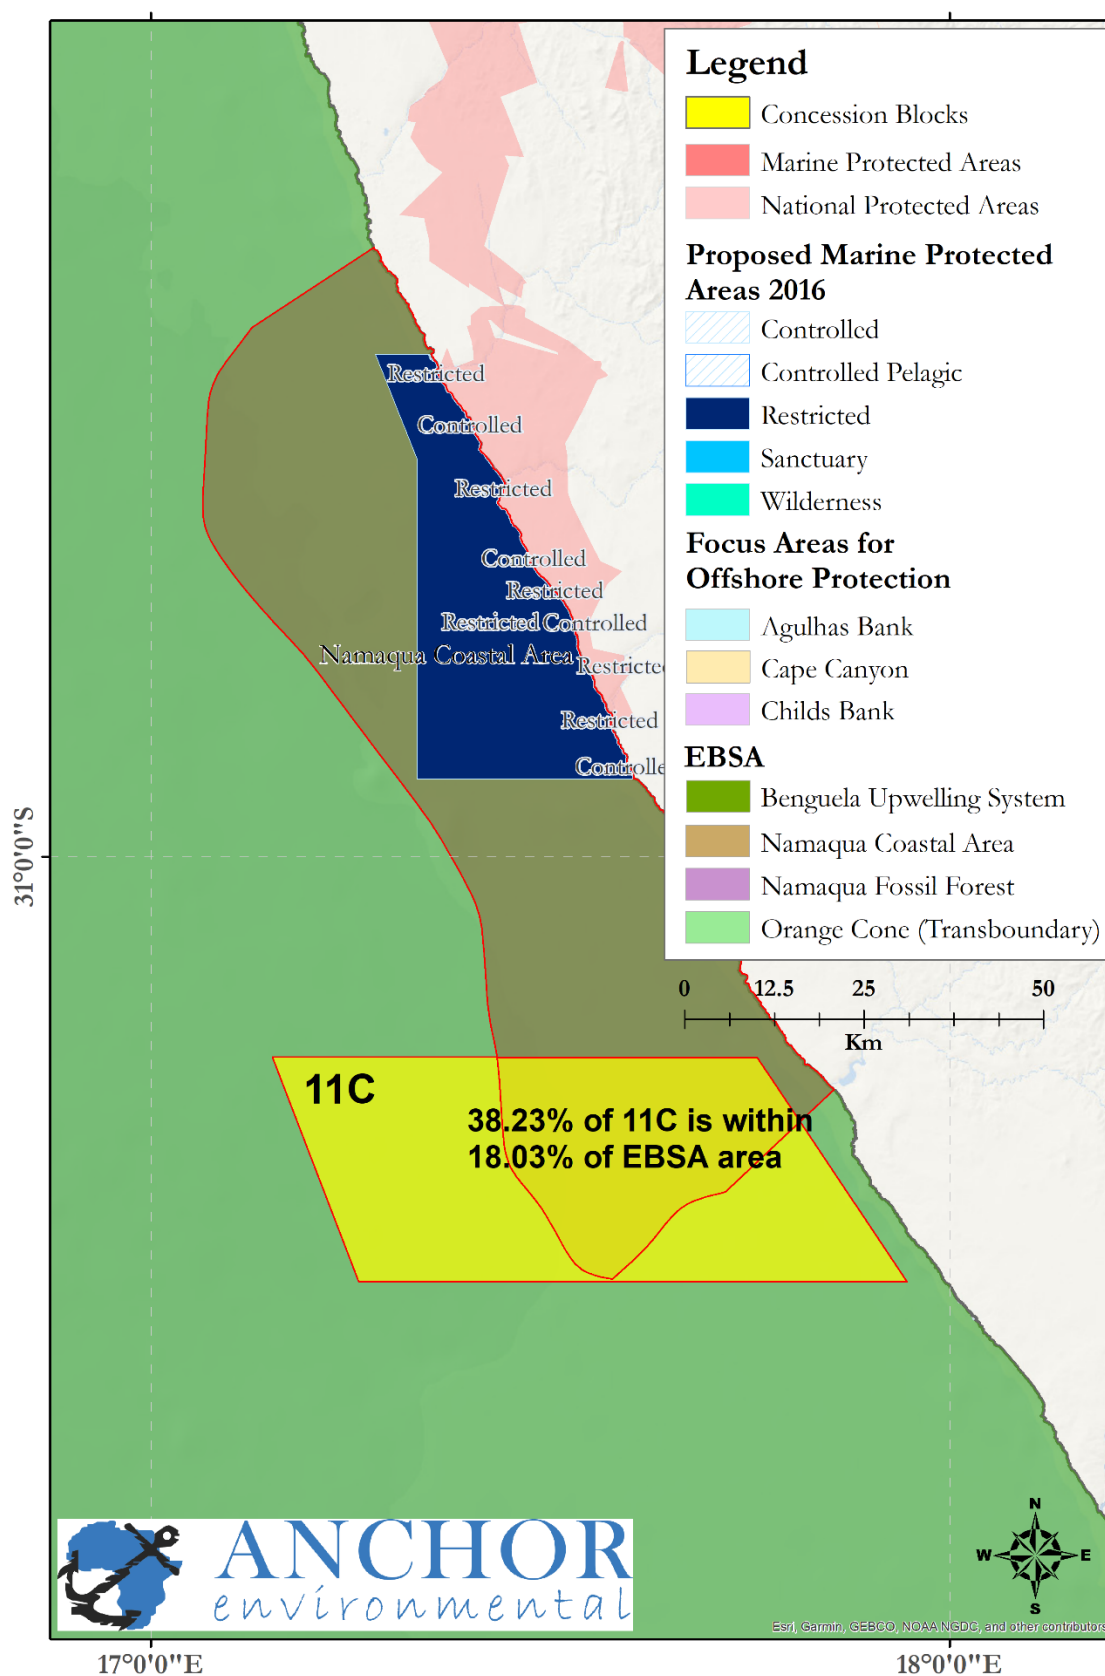 Legend
Concession Blocks
Marine Protected Areas
National Protected Areas
Proposed Marine Protected
Areas 2016
Controlled
Controlled Pelagic
Restricted
Sanctuary
Wilderness
Focus Areas for
Offshore Protection
Agulhas Bank
Cape Canyon
Childs Bank
EBSA
Benguela Upwelling System
Namaqua Coastal Area
Namaqua Fossil Forest
Orange Cone (Transboundary)
0 12.5 25 50
Km
Restricted
Controlled
Restricted
Controlled
Restricted
Restricted Controlled
Namaqua Coastal Area
Restricte
Restricted
Controlle
31°0'0"S
11C
38.23% of 11C is within
18.03% of EBSA area
ANCHOR
environmental
N
W E
S
Esri, Garmin, GEBCO, NOAA NGDC, and other contributors
17°0'0"E 18°0'0"E